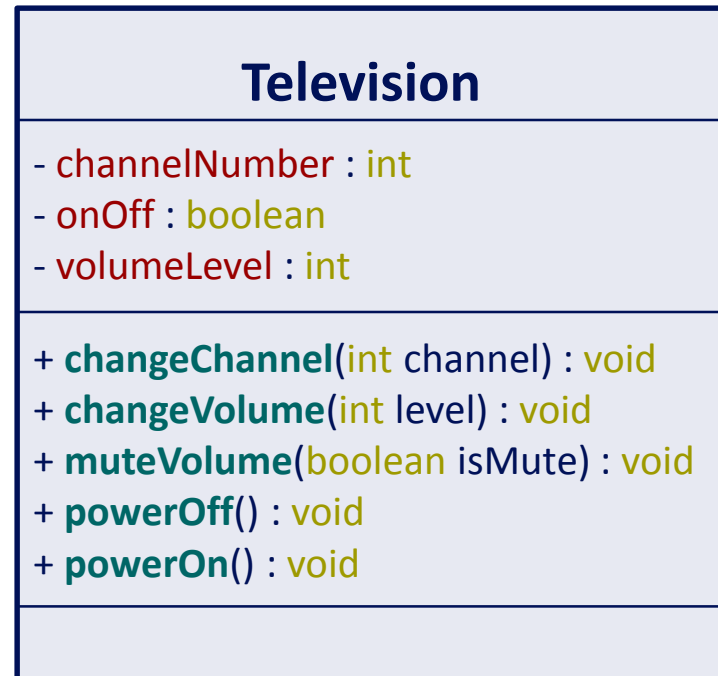 Television
- channelNumber : int
- onOff : boolean
- volumeLevel : int
+ changeChannel(int channel) : void
+ changeVolume(int level) : void
+ muteVolume(boolean isMute) : void
+ powerOff() : void
+ powerOn() : void